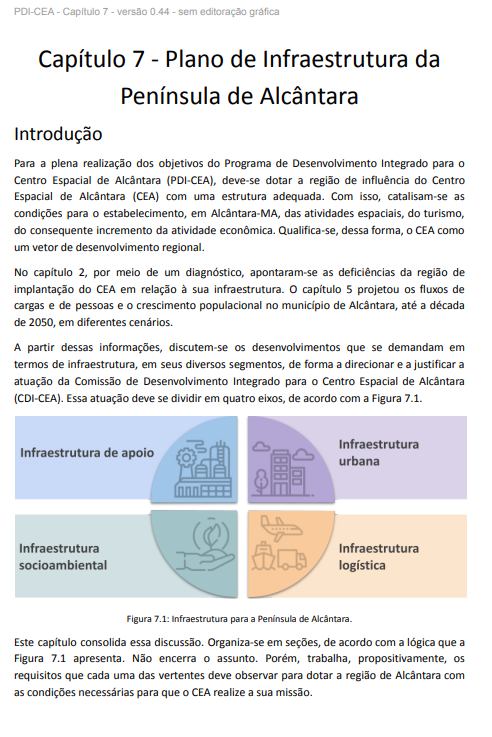 PDI-CEA - Capítulo 7 - versão 0.44 - sem editoração gráfica
Capítulo 7 - Plano de Infraestrutura da
Península de Alcântara
Introdução
Para a plena realização dos objetivos do Programa de Desenvolvimento Integrado para o
Centro Espacial de Alcântara (PDI-CEA), deve-se dotar a região de influência do Centro
Espacial de Alcântara (CEA) com uma estrutura adequada. Com isso, catalisam-se as
condições para o estabelecimento, em Alcântara-MA, das atividades espaciais, do turismo,
do consequente incremento da atividade econômica. Qualifica-se, dessa forma, o CEA como
um vetor de desenvolvimento regional.
No capítulo 2, por meio de um diagnóstico, apontaram-se as deficiências da região de
implantação do CEA em relação à sua infraestrutura. O capítulo 5 projetou os fluxos de
cargas e de pessoas e o crescimento populacional no município de Alcântara, até a década
de 2050, em diferentes cenários.
A partir dessas informações, discutem-se os desenvolvimentos que se demandam em
termos de infraestrutura, em seus diversos segmentos, de forma a direcionar e a justificar a
atuação da Comissão de Desenvolvimento Integrado para o Centro Espacial de Alcântara
(CDI-CEA). Essa atuação deve se dividir em quatro eixos, de acordo com a Figura 7.1.
Infraestrutura de apoio
Infraestrutura
urbana
Infraestrutura
socioambiental
Infraestrutura
logística
Figura 7.1: Infraestrutura para a Península de Alcântara.
Este capítulo consolida essa discussão. Organiza-se em seções, de acordo com a lógica que a
Figura 7.1 apresenta. Não encerra o assunto. Porém, trabalha, propositivamente, os
requisitos que cada uma das vertentes deve observar para dotar a região de Alcântara com
as condições necessárias para que o CEA realize a sua missão.